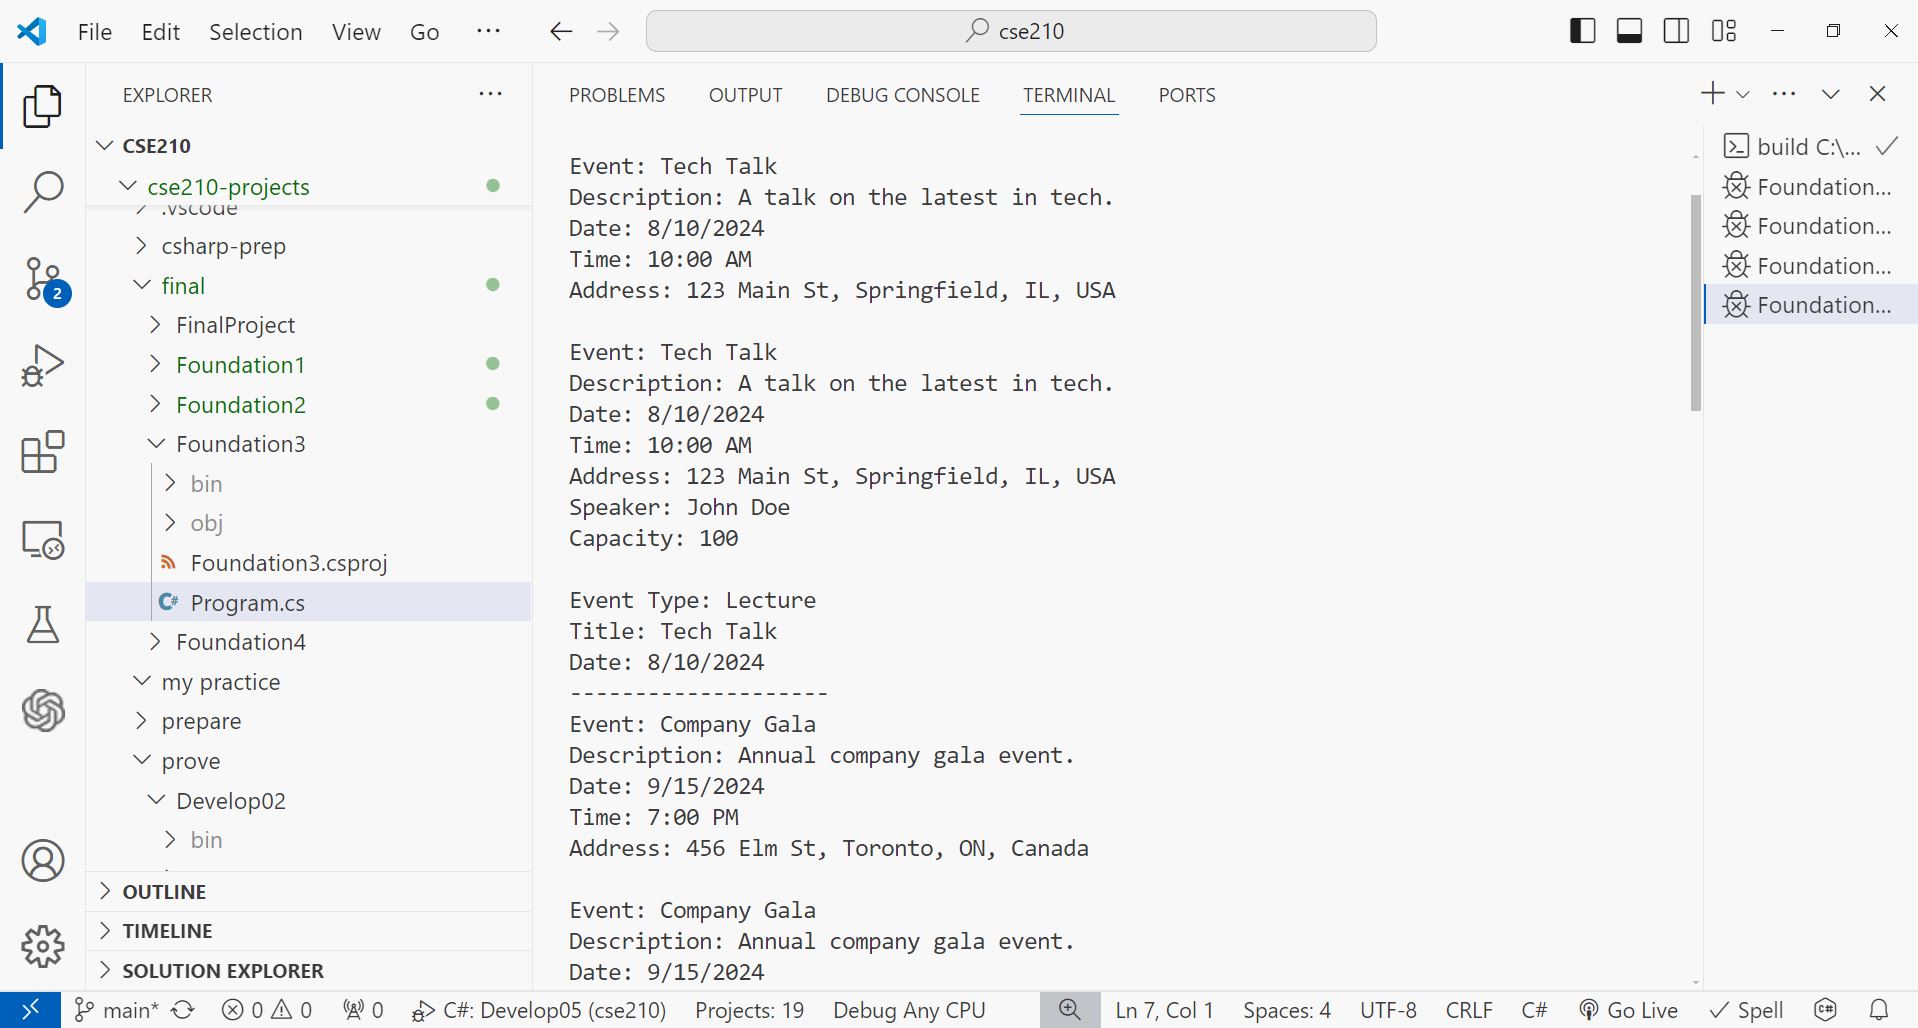 File Edit Selection View Go ... cse210
EXPLORER ...
CSE210
cse210-projects
.vscode
csharp-prep
final
FinalProject
Foundation1
Foundation2
Foundation3
bin
obj
Foundation3.csproj
C# Program.cs
Foundation4
my practice
prepare
prove
Develop02
bin
OUTLINE
TIMELINE
SOLUTION EXPLORER
2
PROBLEMS OUTPUT DEBUG CONSOLE TERMINAL PORTS
Event: Tech Talk
Description: A talk on the latest in tech.
Date: 8/10/2024
Time: 10:00 AM
Address: 123 Main St, Springfield, IL, USA
Event: Tech Talk
Description: A talk on the latest in tech.
Date: 8/10/2024
Time: 10:00 AM
Address: 123 Main St, Springfield, IL, USA
Speaker: John Doe
Capacity: 100
Event Type: Lecture
Title: Tech Talk
Date: 8/10/2024
--------------------
Event: Company Gala
Description: Annual company gala event.
Date: 9/15/2024
Time: 7:00 PM
Address: 456 Elm St, Toronto, ON, Canada
Event: Company Gala
Description: Annual company gala event.
Date: 9/15/2024
build C:\...
Foundation...
Foundation...
Foundation...
Foundation...
main* 0 0 0 C#: Develop05 (cse210) Projects: 19 Debug Any CPU Ln 7, Col 1 Spaces: 4 UTF-8 CRLF C# Go Live Spell